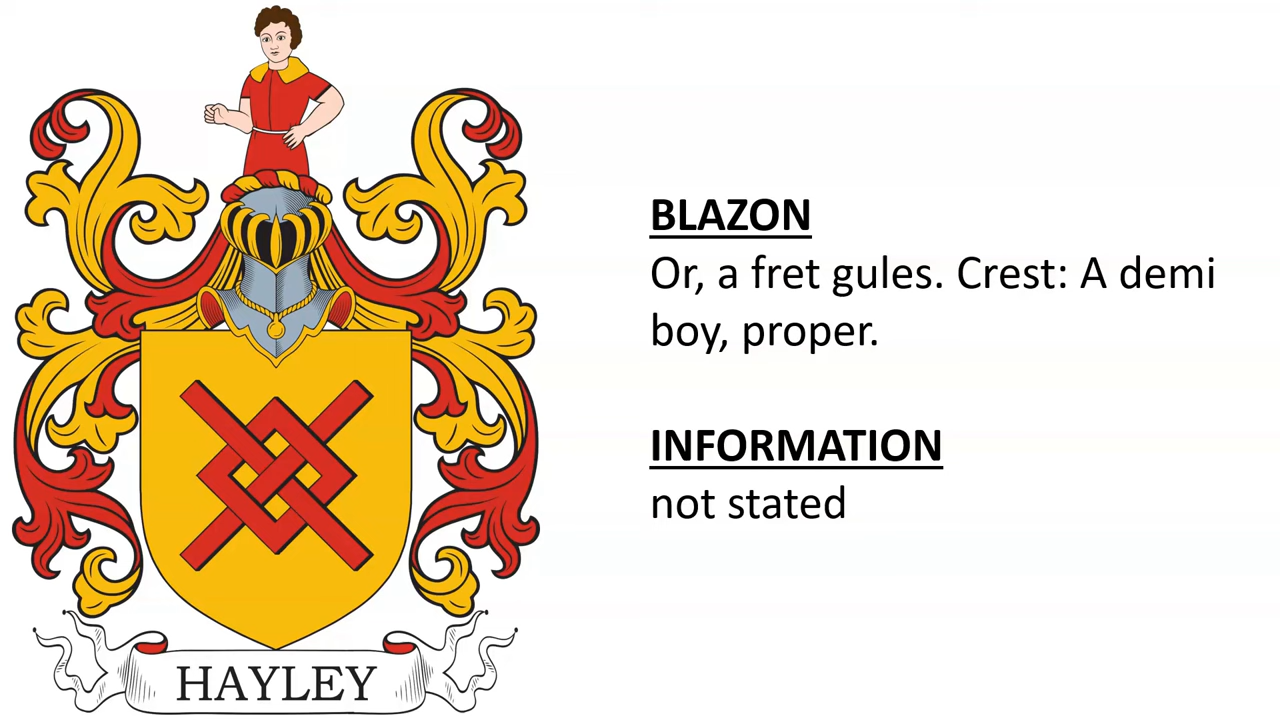 BLAZON
Or, a fret gules. Crest: A demi
boy, proper.
INFORMATION
not stated
HAYLEY